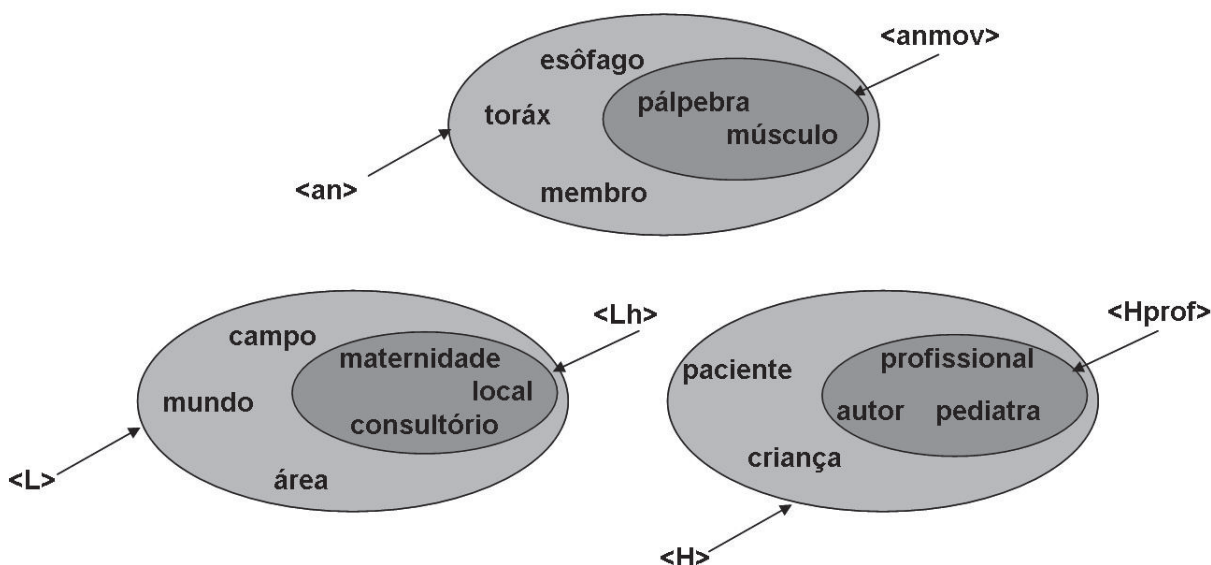 <anmov>
esôfago
pálpebra
toráx
músculo
<an>
membro
<Lh>
<Hprof>
campo
maternidade
profissional
paciente
local
mundo
autor
pediatra
consultório
criança
<L>
área
<H>